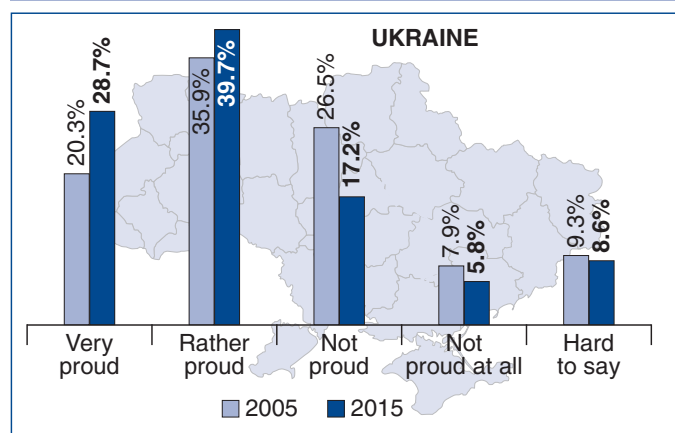 UKRAINE
20.3%
28.7%
35.9%
39.7%
26.5%
17.2%
7.9%
5.8%
9.3%
8.6%
Very
proud
Rather
proud
Not
proud
Not
proud at all
Hard
to say
2005 2015